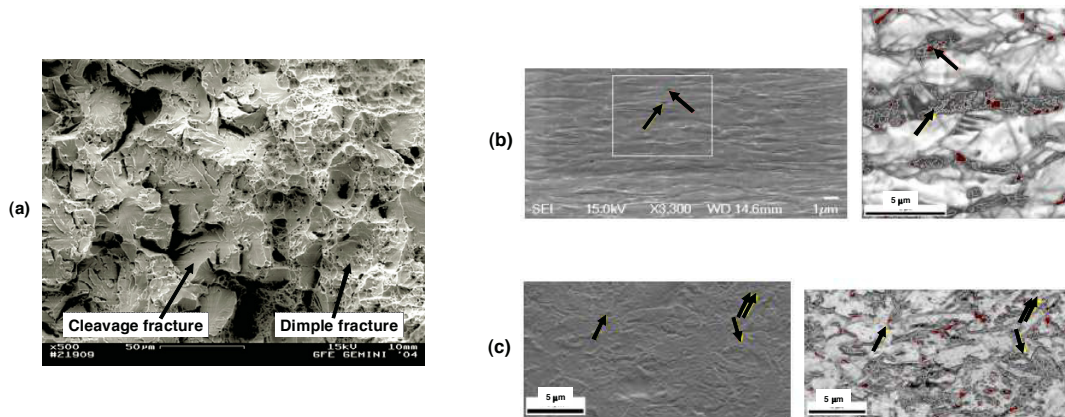 (a)
Cleavage fracture
Dimple fracture
x500 50µm 15kV 10mm
#21909 GFE GEMINI '04
(b)
SEI 15.0kV X3,300 WD 14.6mm 1µm
5 µm
(c)
5 µm
5 µm